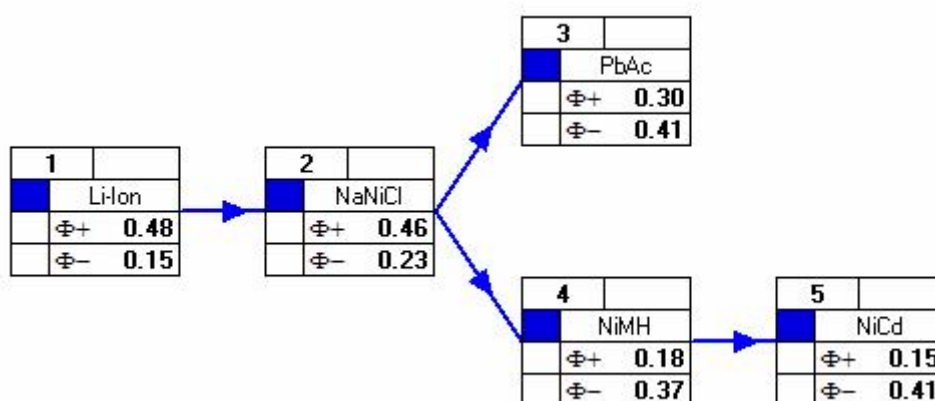 3
PbAc
Φ+ 0.30
Φ− 0.41
1
Li-Ion
Φ+ 0.48
Φ− 0.15
2
NaNiCl
Φ+ 0.46
Φ− 0.23
4
NiMH
Φ+ 0.18
Φ− 0.37
5
NiCd
Φ+ 0.15
Φ− 0.41